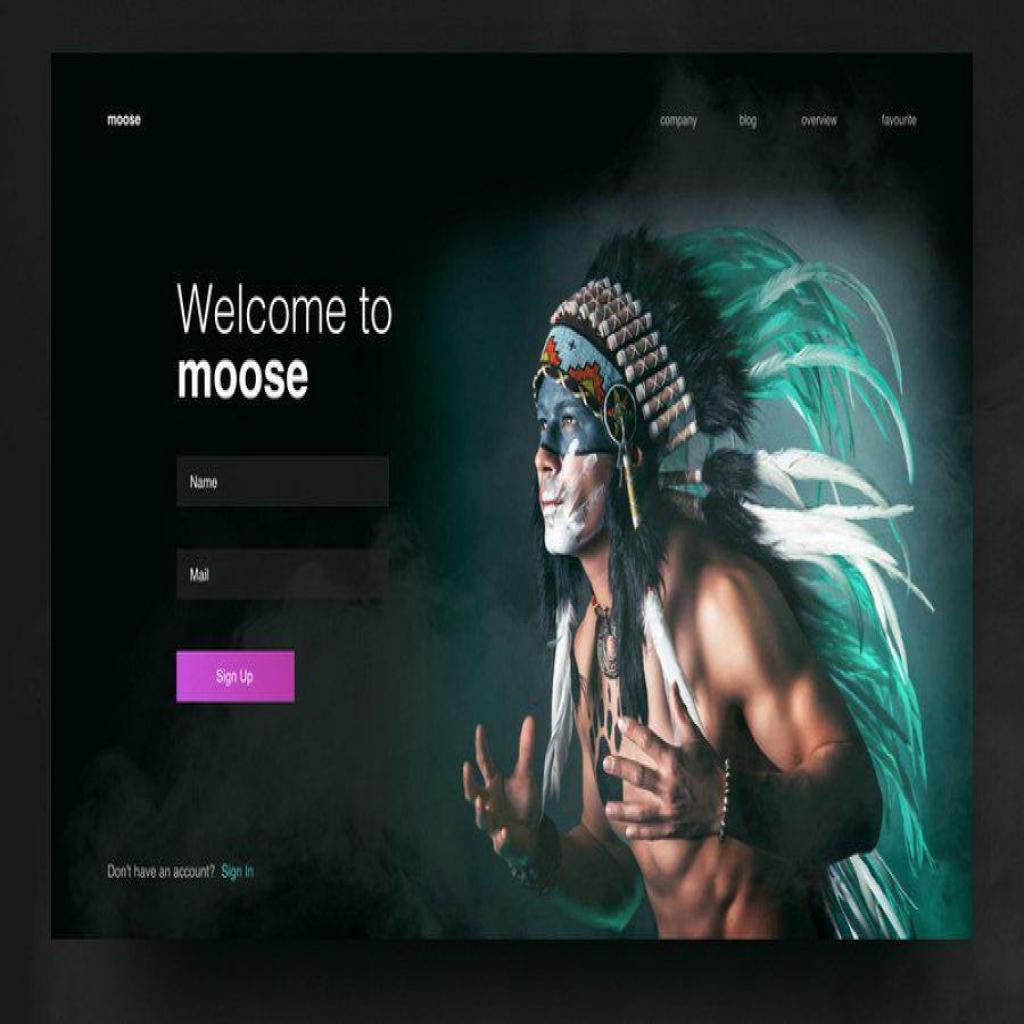 moose
company blog overview favourite
Welcome to
moose
Name
Mail
Sign Up
Don't have an account? Sign In